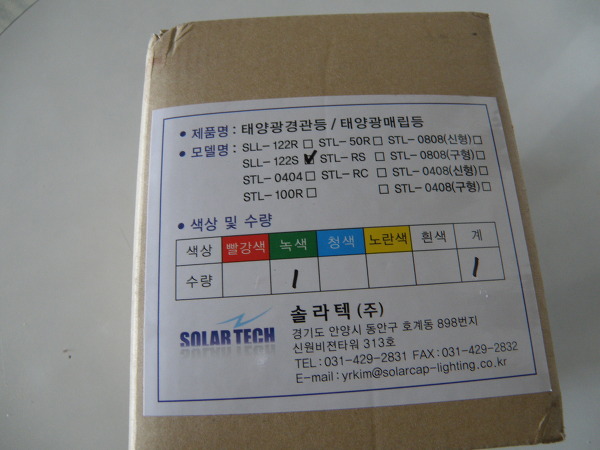 • 제품명 : 태양광경관등 / 태양광매립등
• 모델명 : SLL-122R □ STL-50R □ STL-0808(신형) □
SLL-122S ☑ STL-RS □ STL-0808(구형) □
STL-0404 □ STL-RC □ STL-0408(신형) □
STL-100R □ □ STL-0408(구형) □
• 색상 및 수량
색상 빨강색 녹색 청색 노란색 흰색 계
수량 1 1
SOLAR TECH
솔라텍 (주)
경기도 안양시 동안구 호계동 898번지
신원비젼타워 313호
TEL : 031-429-2831 FAX : 031-429-2832
E-mail : yrkim@solarcap-lighting.co.kr